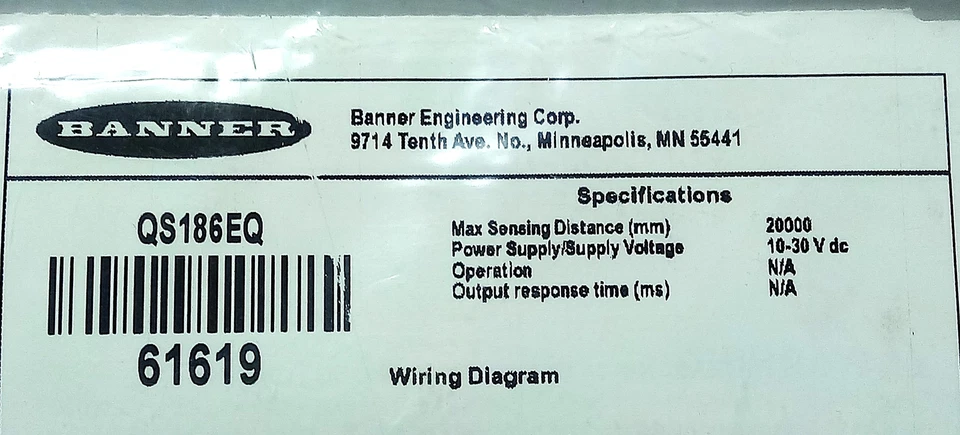 BANNER
Banner Engineering Corp.
9714 Tenth Ave. No., Minneapolis, MN 55441
QS186EQ
61619
Specifications
Max Sensing Distance (mm) 20000
Power Supply/Supply Voltage 10-30 V dc
Operation N/A
Output response time (ms) N/A
Wiring Diagram